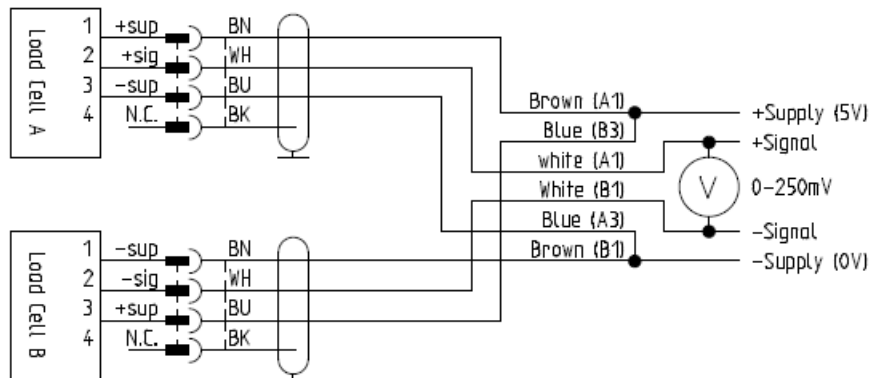 Load Cell A
1 +sup BN
2 +sig WH
3 -sup BU
4 N.C. BK
Brown (A1)
Blue (B3)
white (A1)
White (B1)
Blue (A3)
Brown (B1)
+Supply (5V)
+Signal
V 0-250mV
-Signal
-Supply (0V)
Load Cell B
1 -sup BN
2 -sig WH
3 +sup BU
4 N.C. BK